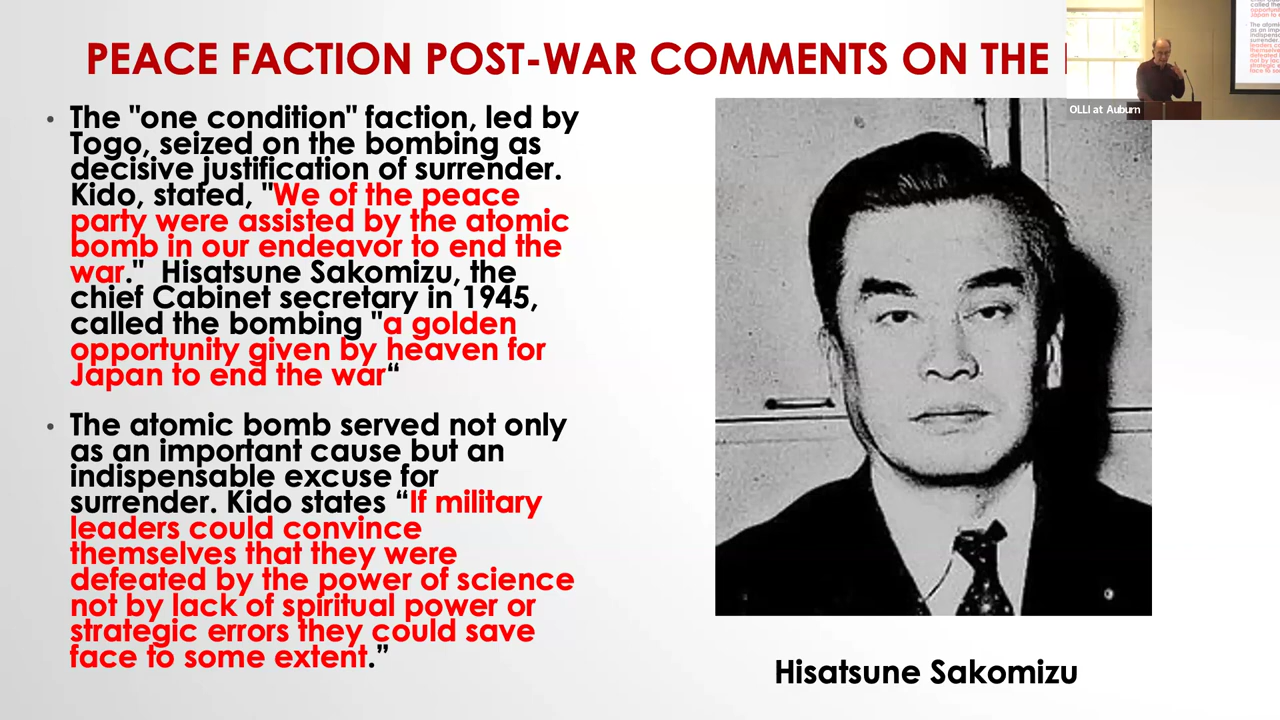 PEACE FACTION POST-WAR COMMENTS ON THE
OLLI at Auburn
• The "one condition" faction, led by
Togo, seized on the bombing as
decisive justification of surrender.
Kido, stated, "We of the peace
party were assisted by the atomic
bomb in our endeavor to end the
war."  Hisatsune Sakomizu, the
chief Cabinet secretary in 1945,
called the bombing "a golden
opportunity given by heaven for
Japan to end the war“
• The atomic bomb served not only
as an important cause but an
indispensable excuse for
surrender. Kido states “If military
leaders could convince
themselves that they were
defeated by the power of science
not by lack of spiritual power or
strategic errors they could save
face to some extent.”
Hisatsune Sakomizu